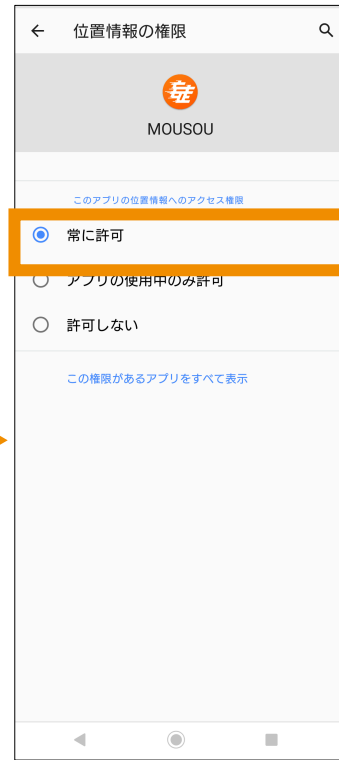 位置情報の権限
MOUSOU
このアプリの位置情報へのアクセス権限
常に許可
アプリの使用中のみ許可
許可しない
この権限があるアプリをすべて表示